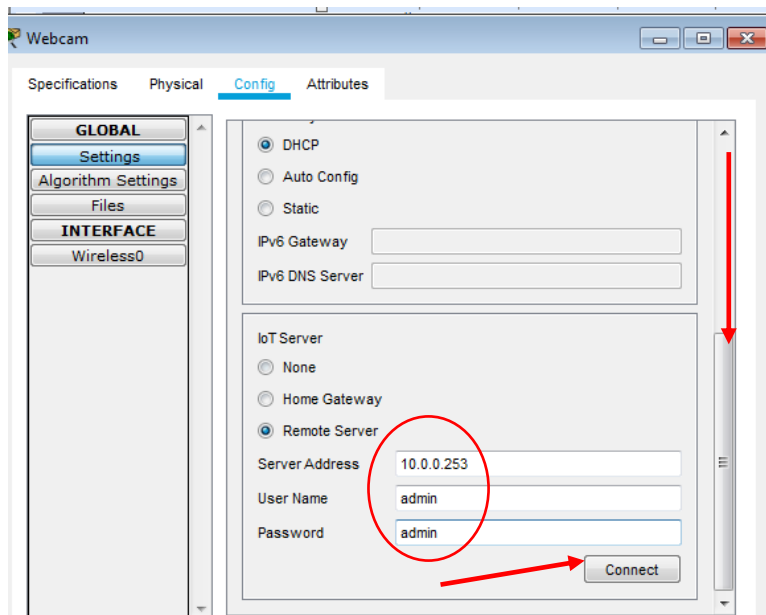 Webcam
Specifications Physical Config Attributes
GLOBAL
Settings
Algorithm Settings
Files
INTERFACE
Wireless0
DHCP
Auto Config
Static
IPv6 Gateway
IPv6 DNS Server
IoT Server
None
Home Gateway
Remote Server
Server Address 10.0.0.253
User Name admin
Password admin
Connect